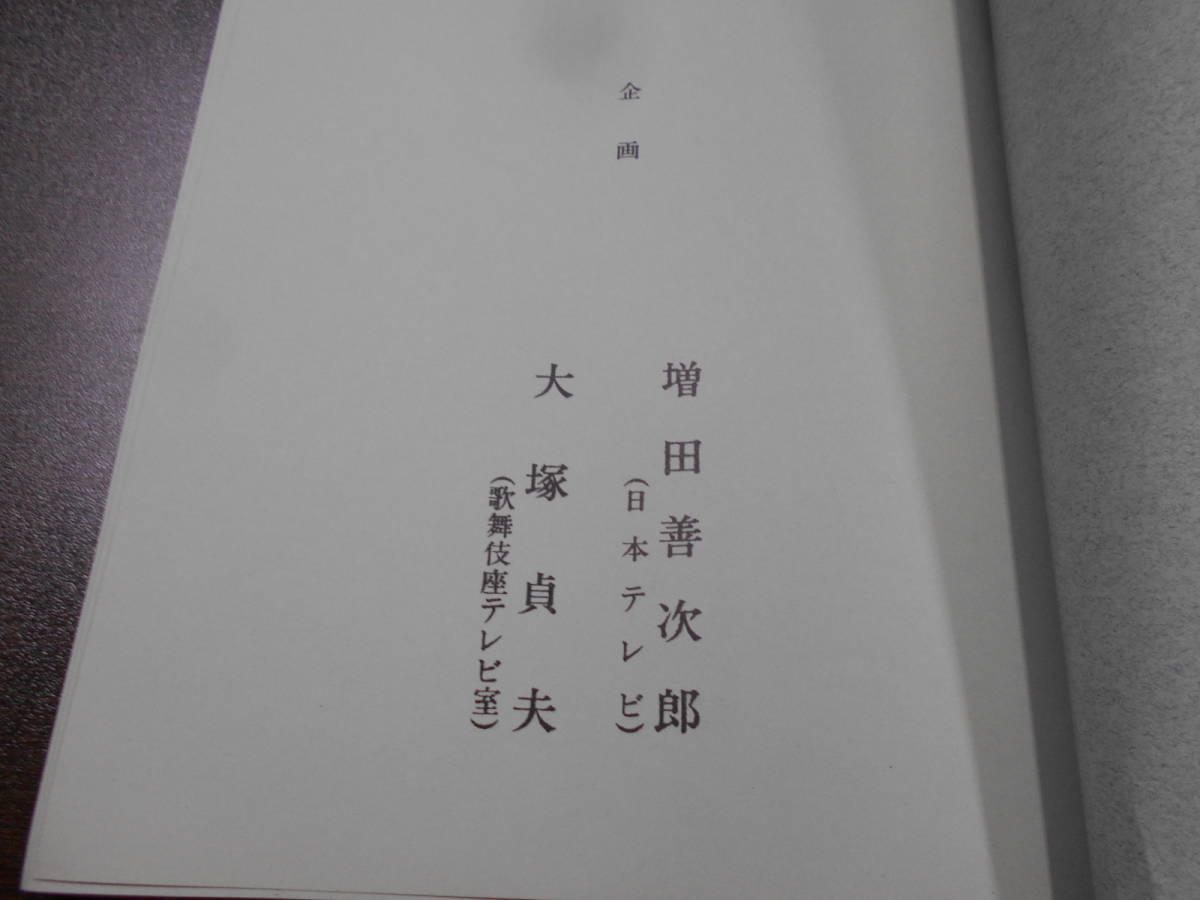 企画
増田善次郎
(日本テレビ)
大塚貞夫
(歌舞伎座テレビ室)